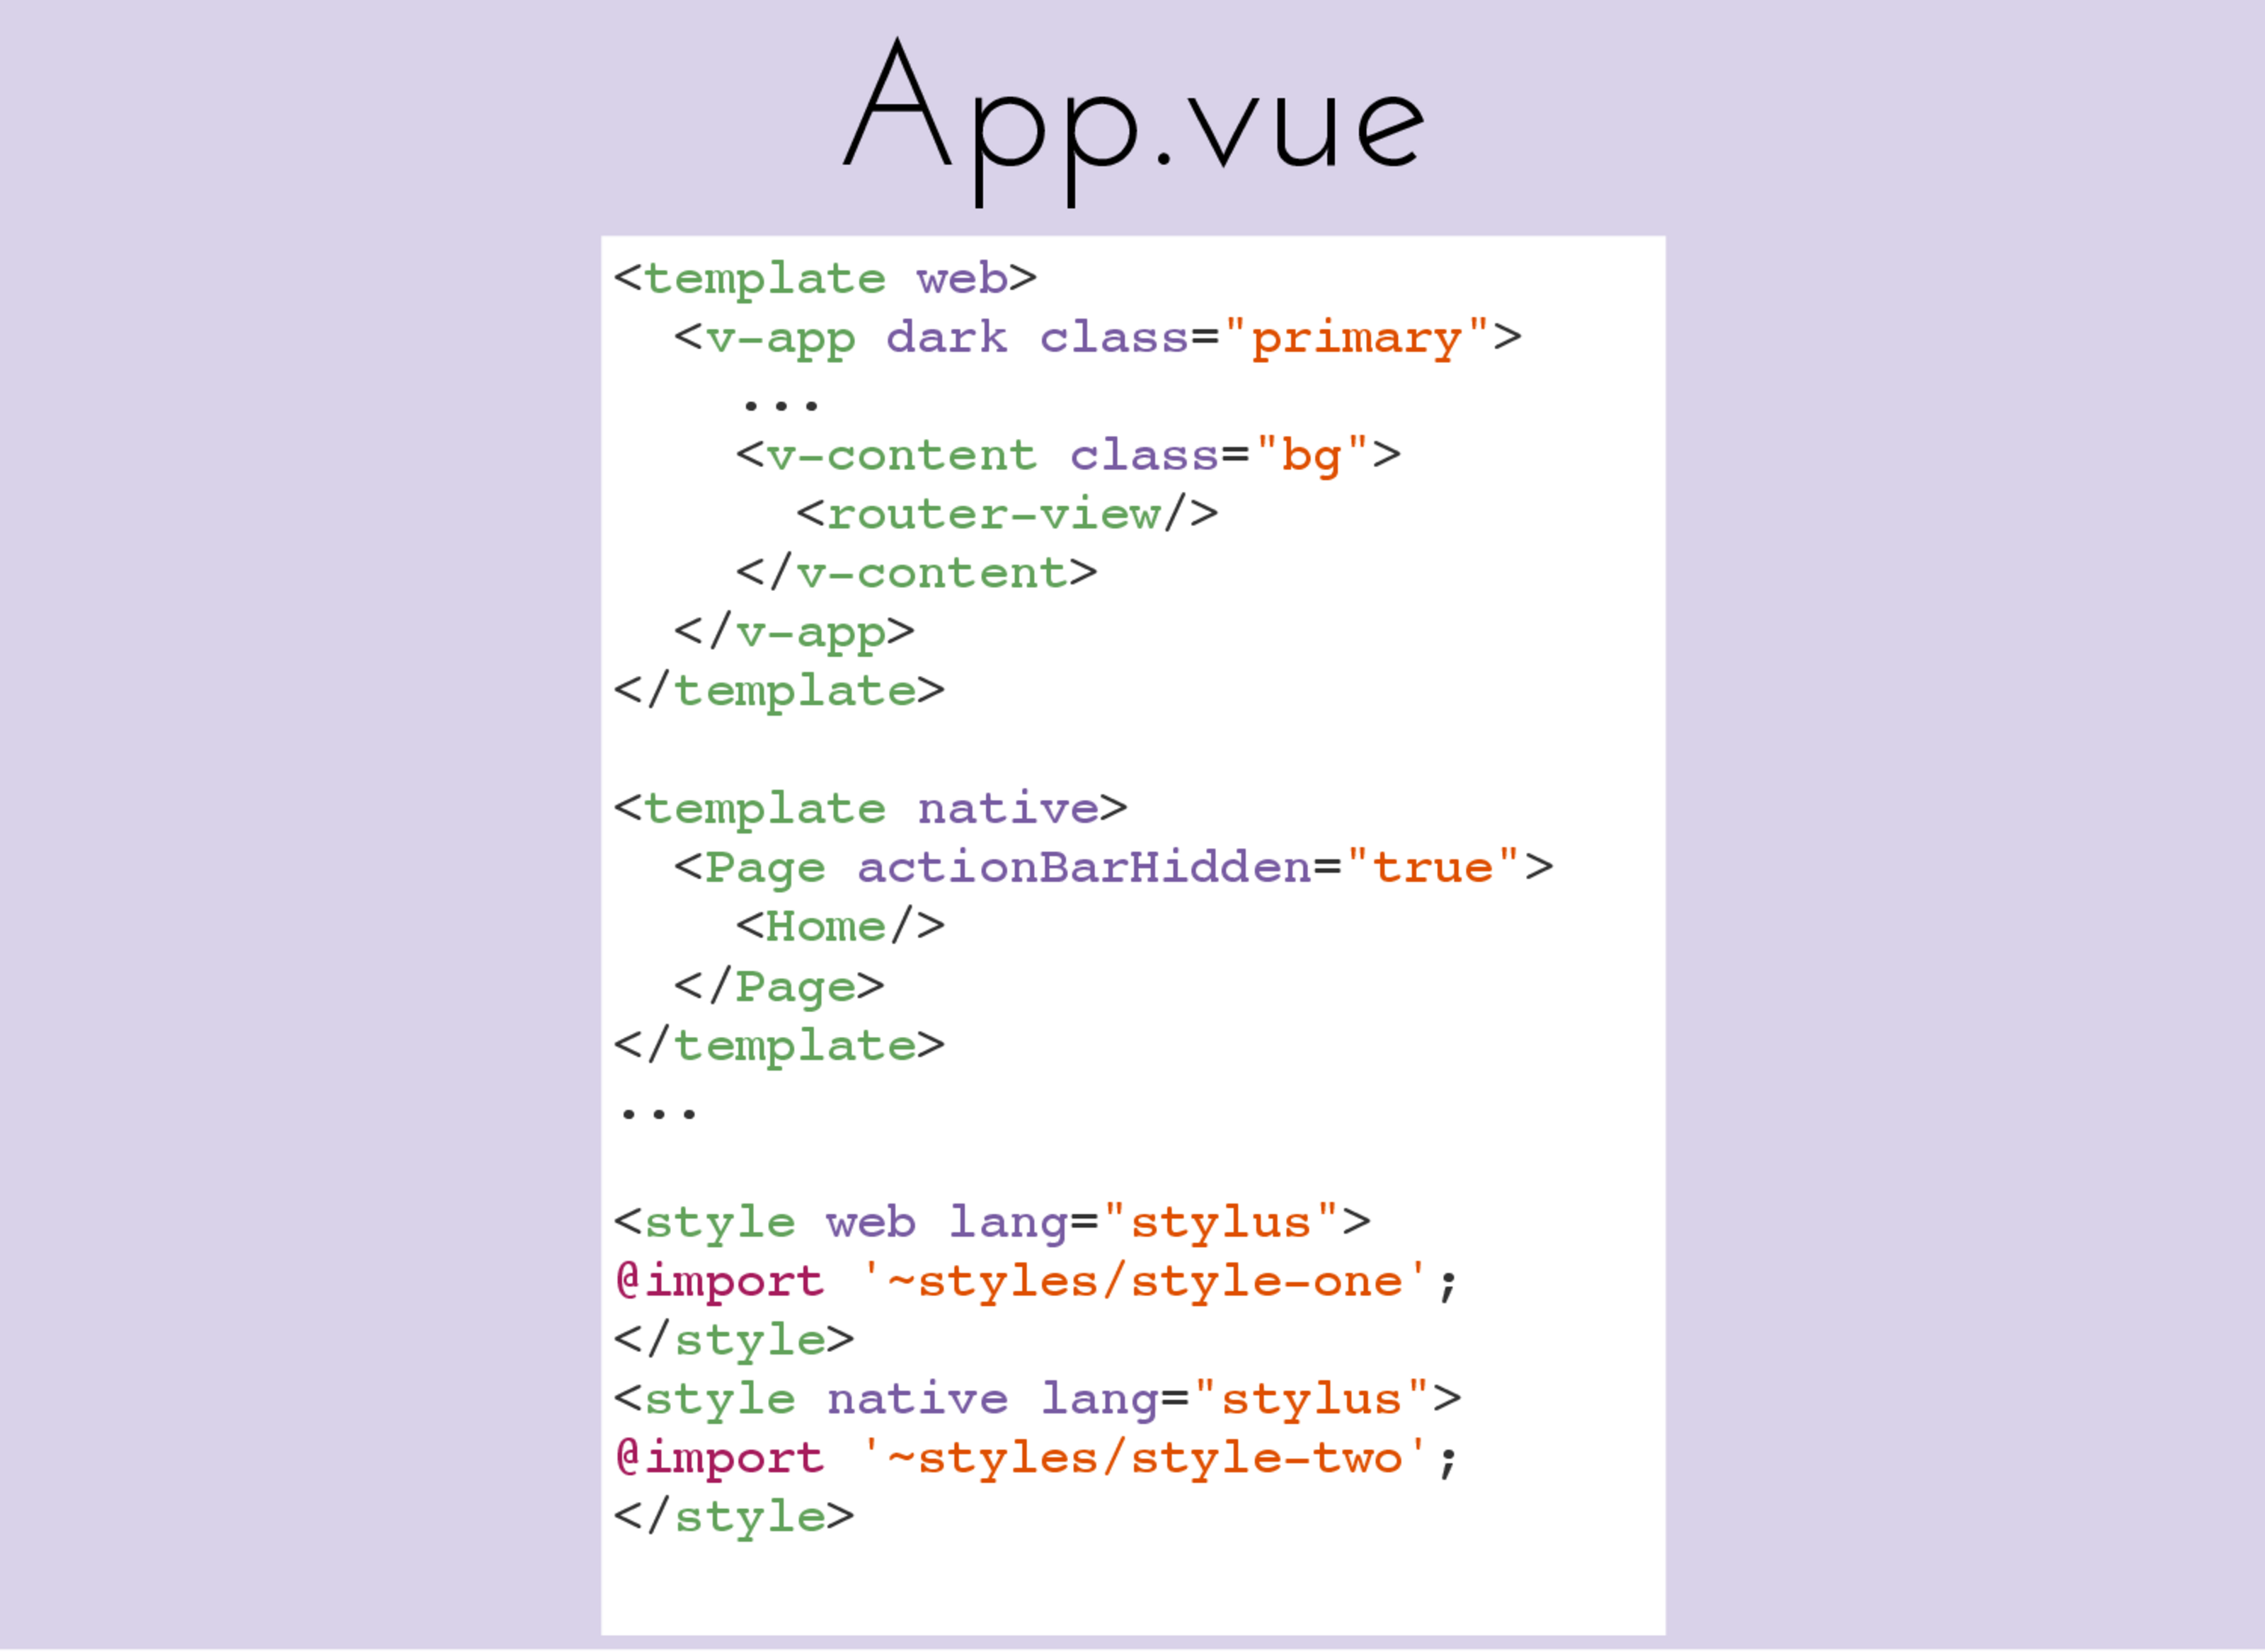 App.vue
<template web>
  <v-app dark class="primary">
    ...
    <v-content class="bg">
      <router-view/>
    </v-content>
  </v-app>
</template>

<template native>
  <Page actionBarHidden="true">
    <Home/>
  </Page>
</template>
...

<style web lang="stylus">
@import '~styles/style-one';
</style>
<style native lang="stylus">
@import '~styles/style-two';
</style>